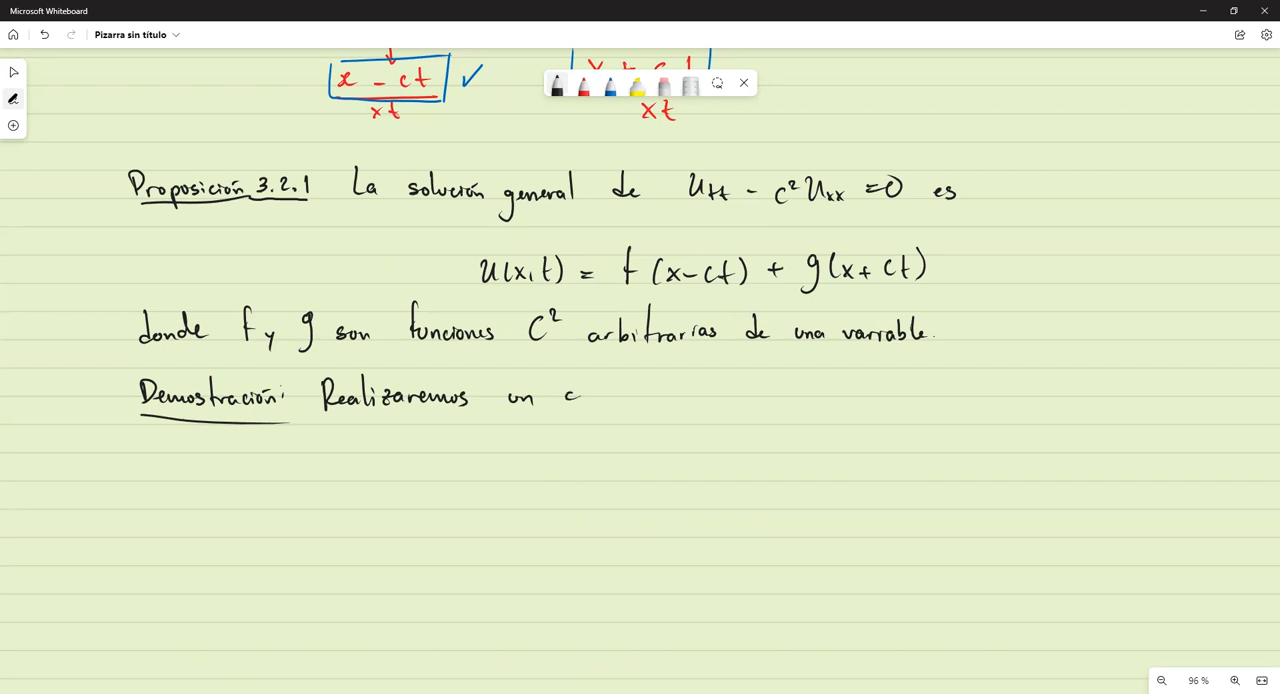 Microsoft Whiteboard
Pizarra sin título
x - ct ✓
xt
xt
Proposición 3.2.1 La solución general de u_tt - c²u_xx = 0 es
u(x,t) = f(x-ct) + g(x+ct)
donde f y g son funciones C² arbitrarias de una variable.
Demostración: Realizaremos un c
96 %